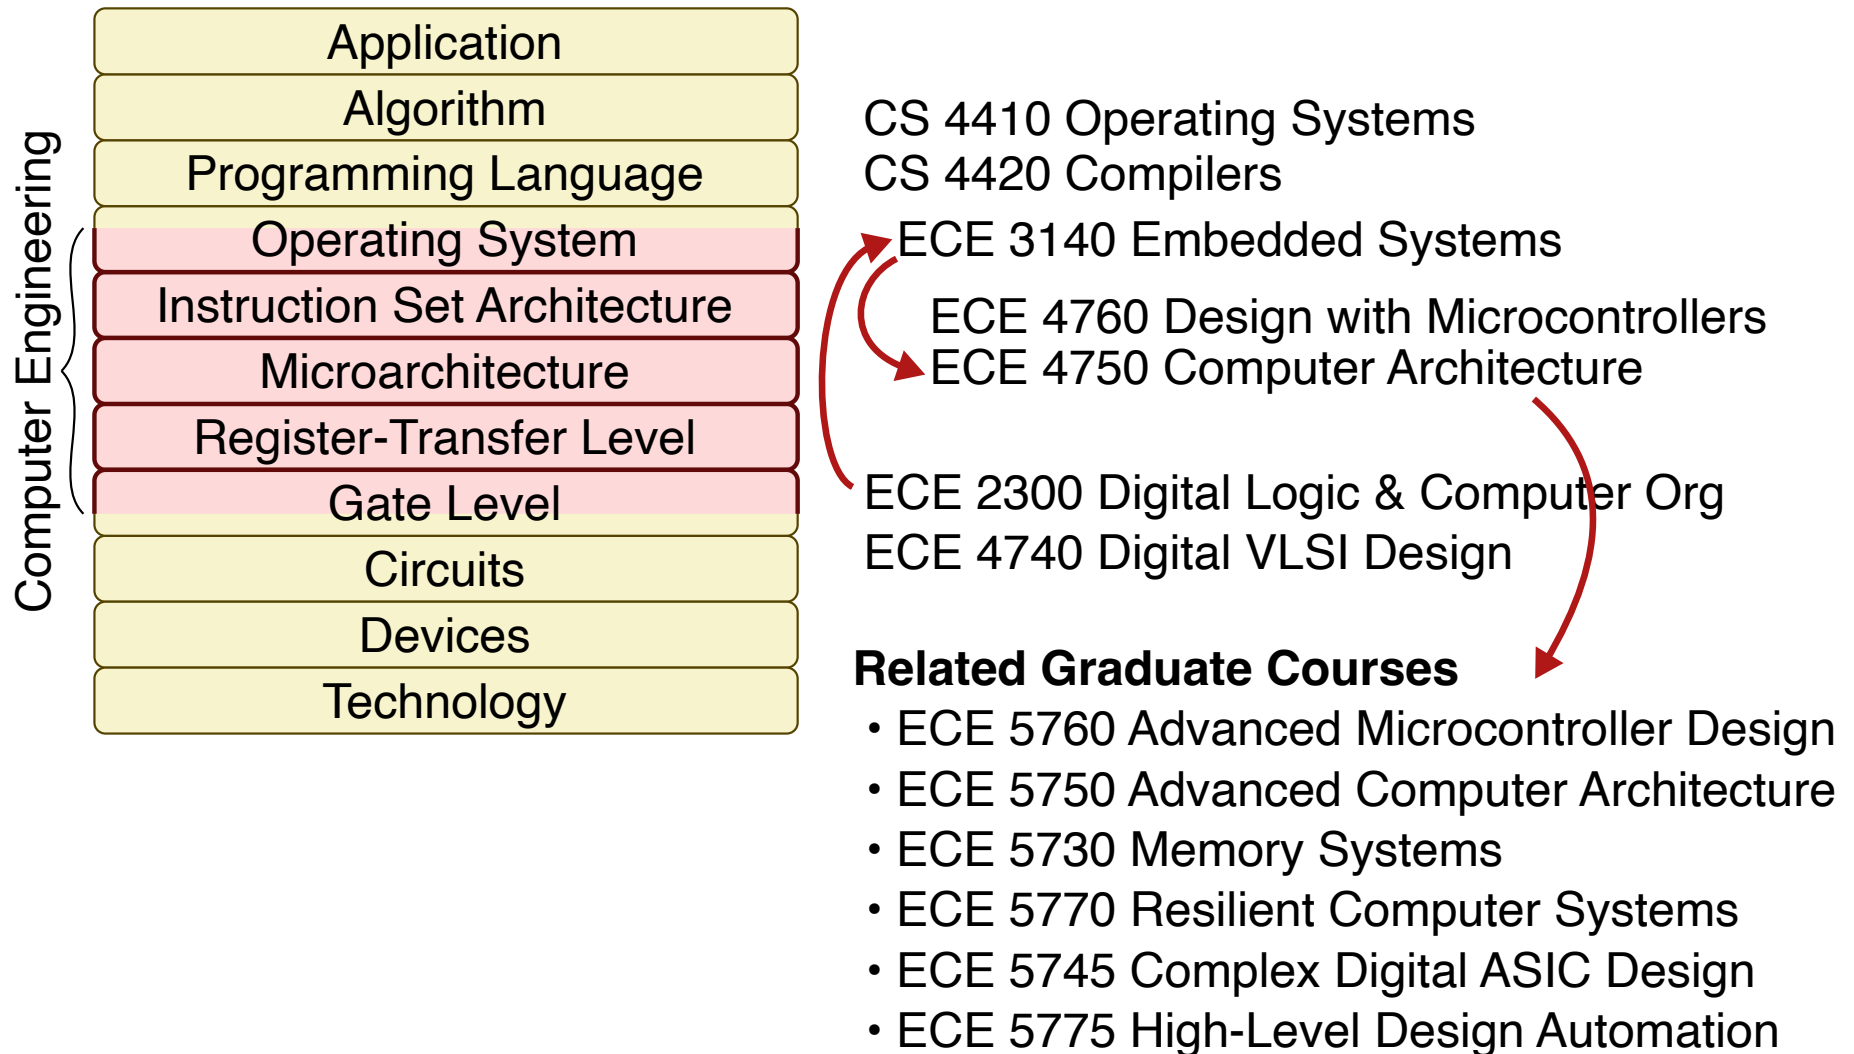 Computer Engineering
Application
Algorithm
Programming Language
Operating System
Instruction Set Architecture
Microarchitecture
Register-Transfer Level
Gate Level
Circuits
Devices
Technology
CS 4410 Operating Systems
CS 4420 Compilers
ECE 3140 Embedded Systems
ECE 4760 Design with Microcontrollers
ECE 4750 Computer Architecture
ECE 2300 Digital Logic & Computer Org
ECE 4740 Digital VLSI Design
Related Graduate Courses
• ECE 5760 Advanced Microcontroller Design
• ECE 5750 Advanced Computer Architecture
• ECE 5730 Memory Systems
• ECE 5770 Resilient Computer Systems
• ECE 5745 Complex Digital ASIC Design
• ECE 5775 High-Level Design Automation